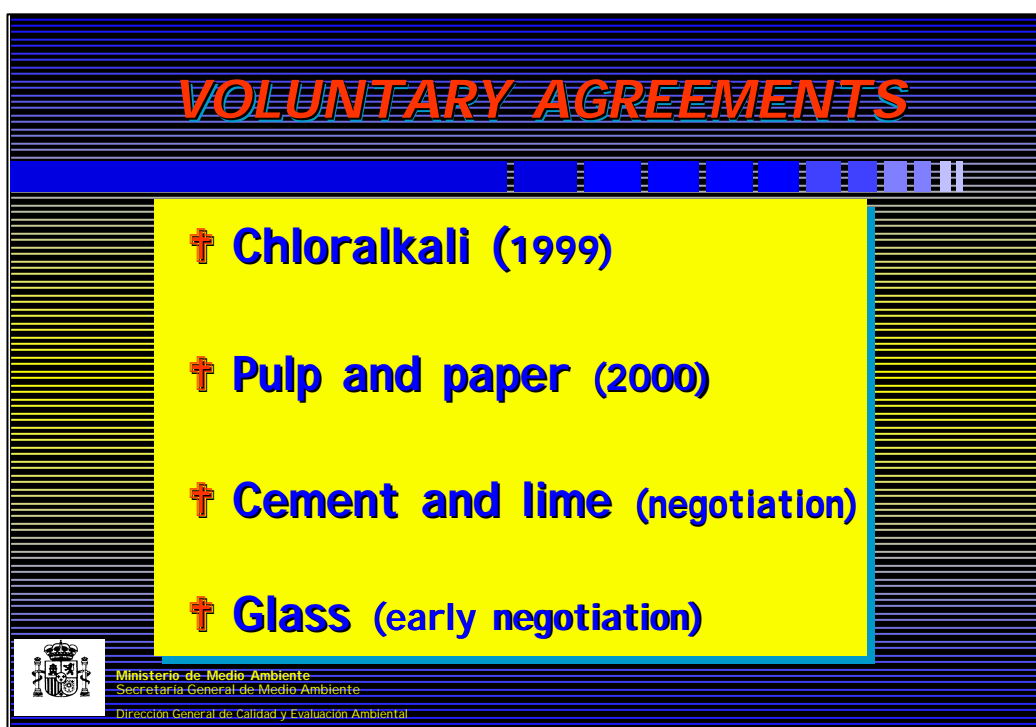 VOLUNTARY AGREEMENTS
Chloralkali (1999)
Pulp and paper (2000)
Cement and lime (negotiation)
Glass (early negotiation)
Ministerio de Medio Ambiente
Secretaría General de Medio Ambiente
Dirección General de Calidad y Evaluación Ambiental